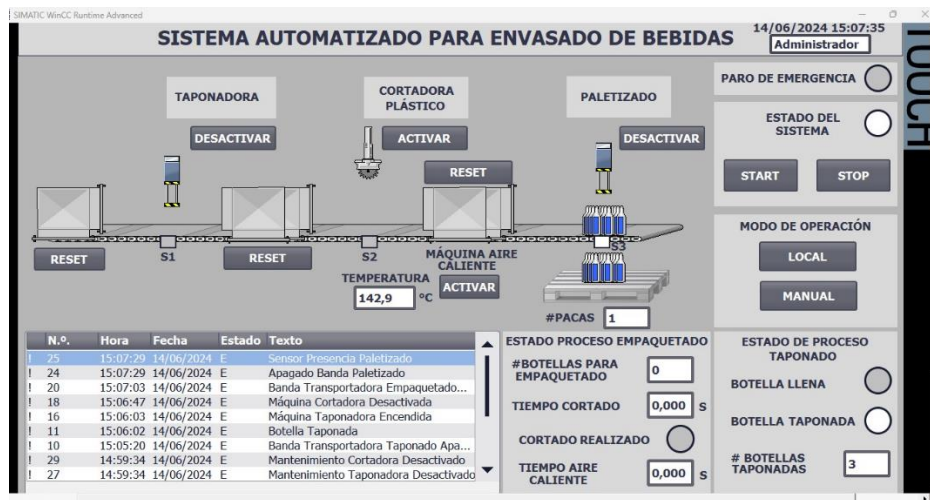 SIMATIC WinCC Runtime Advanced
SISTEMA AUTOMATIZADO PARA ENVASADO DE BEBIDAS
14/06/2024 15:07:35
Administrador
TOUCH
TAPONADORA
DESACTIVAR
CORTADORA
PLÁSTICO
ACTIVAR
RESET
PALETIZADO
DESACTIVAR
PARO DE EMERGENCIA
ESTADO DEL
SISTEMA
START
STOP
RESET
S1
RESET
S2
MÁQUINA AIRE
CALIENTE
ACTIVAR
S3
TEMPERATURA
142,9 °C
#PACAS 1
MODO DE OPERACIÓN
LOCAL
MANUAL
N.º. Hora Fecha Estado Texto
! 25 15:07:29 14/06/2024 E Sensor Presencia Paletizado
! 24 15:07:29 14/06/2024 E Apagado Banda Paletizado
! 20 15:07:03 14/06/2024 E Banda Transportadora Empaquetado...
! 18 15:06:47 14/06/2024 E Máquina Cortadora Desactivada
! 16 15:06:03 14/06/2024 E Máquina Taponadora Encendida
! 11 15:06:02 14/06/2024 E Botella Taponada
! 10 15:05:20 14/06/2024 E Banda Transportadora Taponado Apa...
! 29 14:59:34 14/06/2024 E Mantenimiento Cortadora Desactivado
! 27 14:59:34 14/06/2024 E Mantenimiento Taponadora Desactivado
ESTADO PROCESO EMPAQUETADO
#BOTELLAS PARA
EMPAQUETADO 0
TIEMPO CORTADO 0,000 s
CORTADO REALIZADO
TIEMPO AIRE
CALIENTE 0,000 s
ESTADO DE PROCESO
TAPONADO
BOTELLA LLENA
BOTELLA TAPONADA
# BOTELLAS
TAPONADAS 3